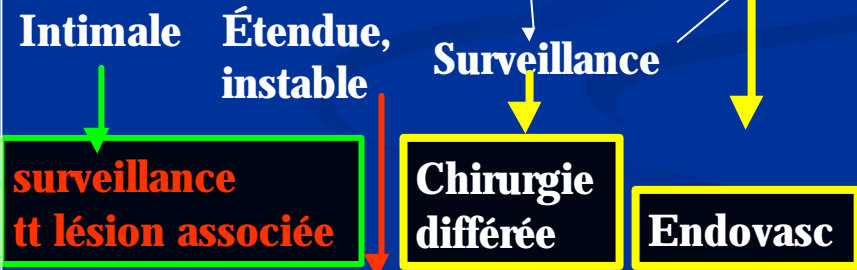 Intimale
Étendue,
instable
Surveillance
surveillance
tt lésion associée
Chirurgie
différée
Endovasc